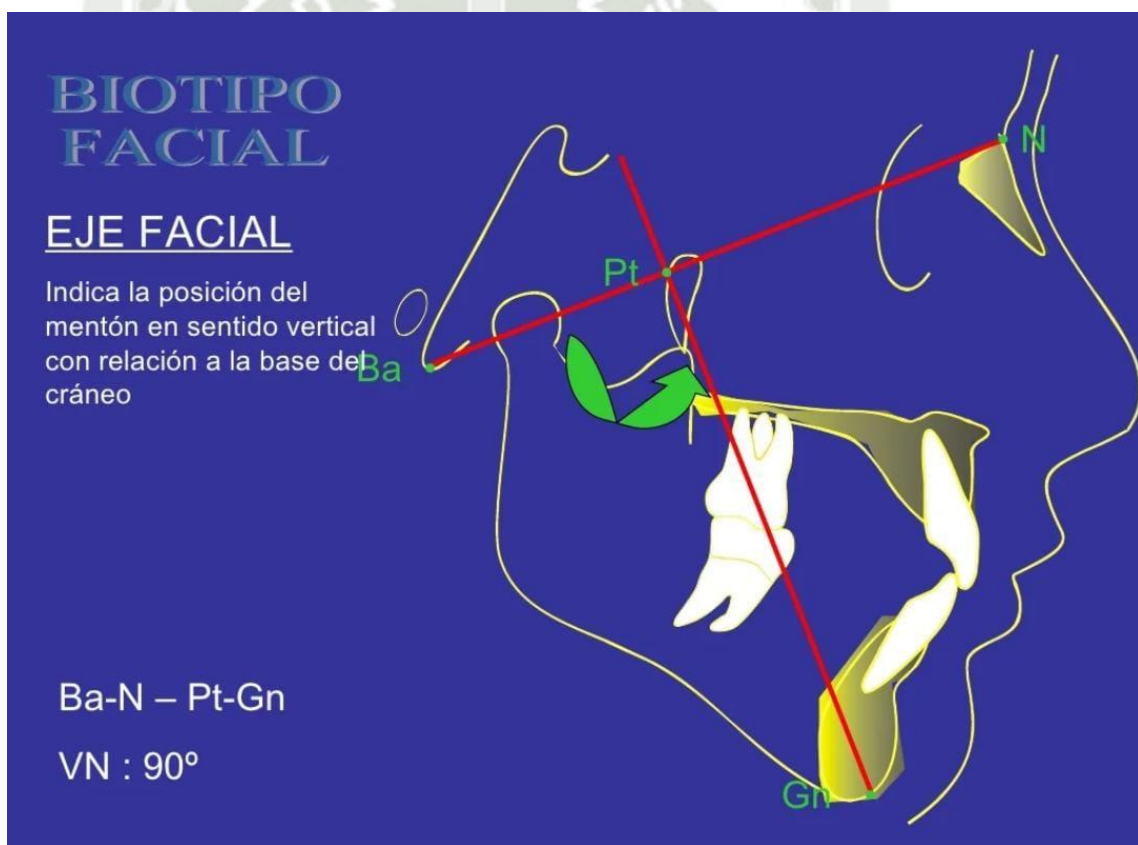 BIOTIPO
FACIAL
EJE FACIAL
Indica la posición del
mentón en sentido vertical
con relación a la base del
cráneo
N
Pt
Ba
Gn
Ba-N – Pt-Gn
VN : 90º